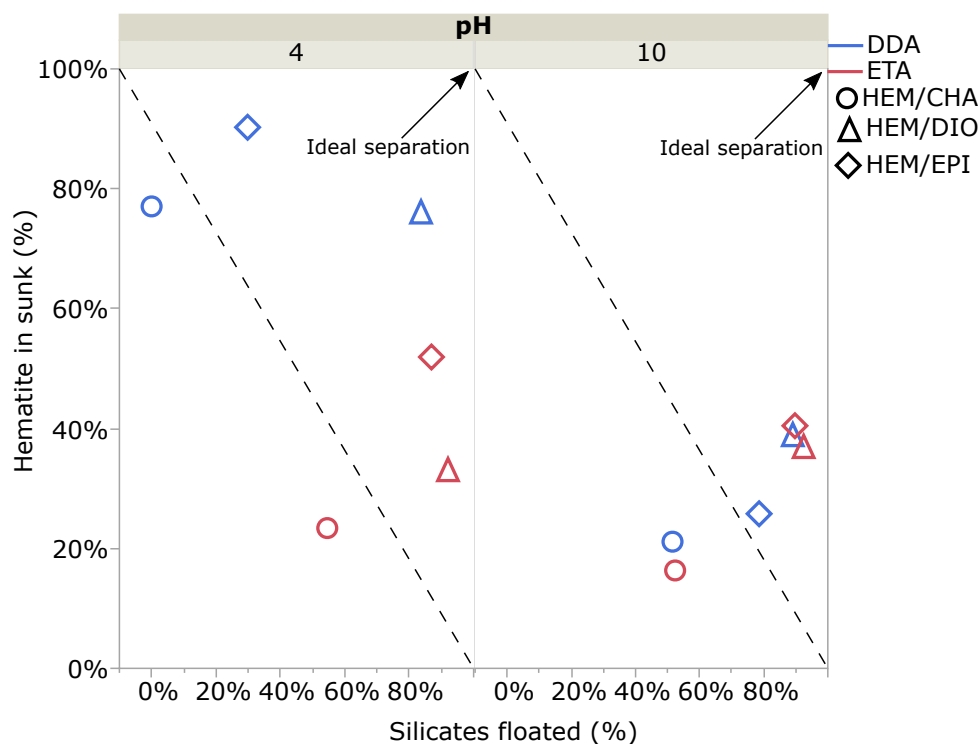 pH
4
10
DDA
ETA
HEM/CHA
HEM/DIO
HEM/EPI
Ideal separation
Ideal separation
Hematite in sunk (%)
100%
80%
60%
40%
20%
0%
0% 20% 40% 60% 80%
0% 20% 40% 60% 80%
Silicates floated (%)